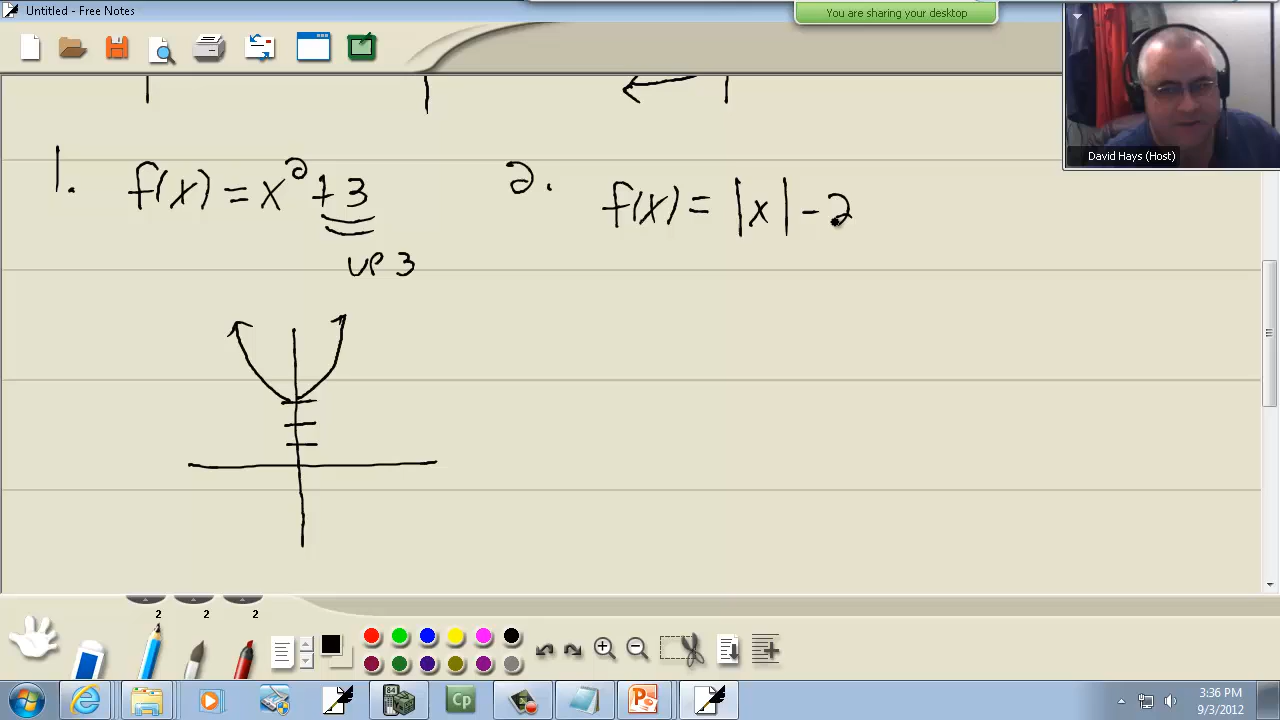 Untitled - Free Notes
You are sharing your desktop
David Hays (Host)
1. f(x) = x² + 3
up 3
2. f(x) = |x| - 2
2 2 2
Cp
3:36 PM
9/3/2012